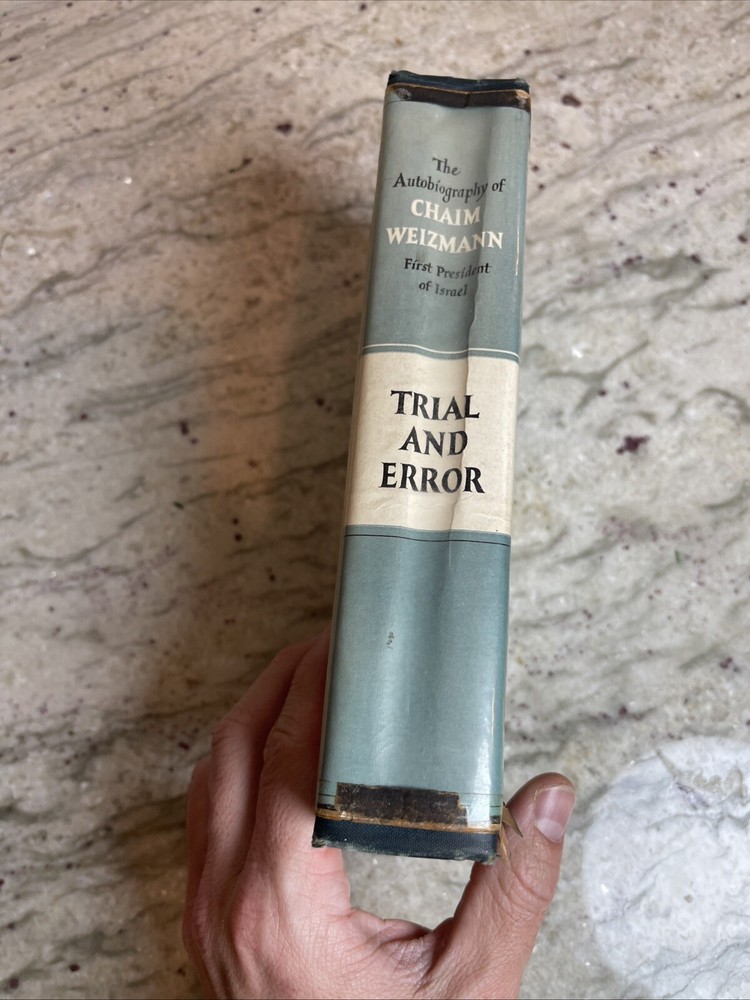 The
Autobiography of
CHAIM
WEIZMANN
First President
of Israel
TRIAL
AND
ERROR